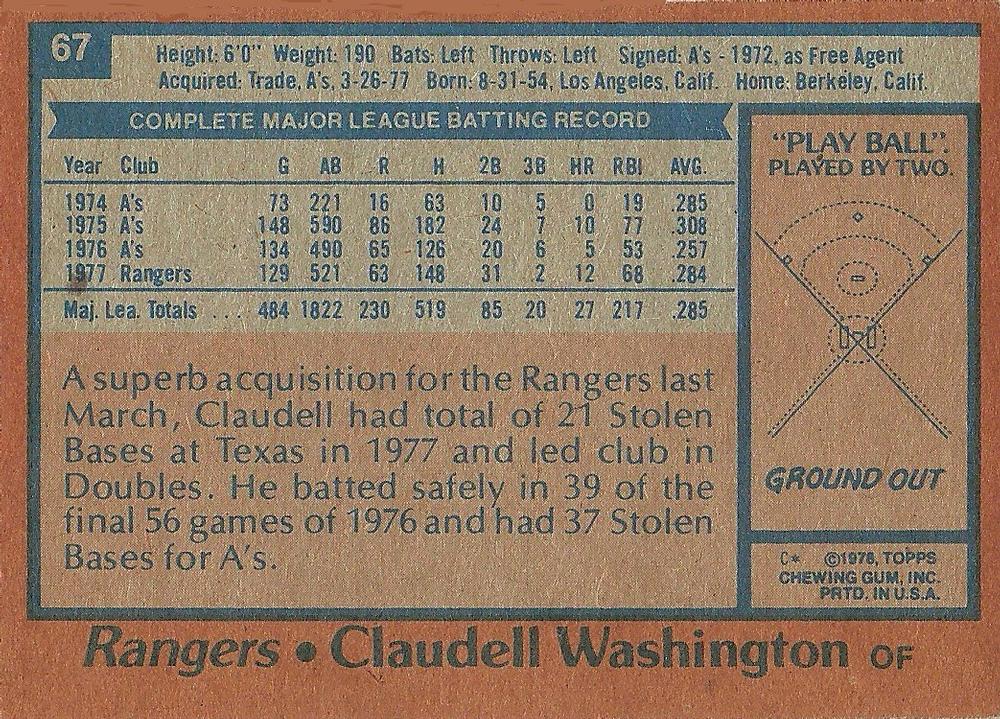 67
Height: 6'0" Weight: 190 Bats: Left Throws: Left Signed: A's - 1972, as Free Agent
Acquired: Trade, A's, 3-26-77 Born: 8-31-54, Los Angeles, Calif. Home: Berkeley, Calif.
COMPLETE MAJOR LEAGUE BATTING RECORD
Year Club G AB R H 2B 3B HR RBI AVG.
1974 A's 73 221 16 63 10 5 0 19 .285
1975 A's 148 590 86 182 24 7 10 77 .308
1976 A's 134 490 65 126 20 6 5 53 .257
1977 Rangers 129 521 63 148 31 2 12 68 .284
Maj. Lea. Totals .... 484 1822 230 519 85 20 27 217 .285
A superb acquisition for the Rangers last
March, Claudell had total of 21 Stolen
Bases at Texas in 1977 and led club in
Doubles. He batted safely in 39 of the
final 56 games of 1976 and had 37 Stolen
Bases for A's.
"PLAY BALL".
PLAYED BY TWO.
GROUND OUT
C* ©1978, TOPPS
CHEWING GUM, INC.
PRTD. IN U.S.A.
Rangers • Claudell Washington OF